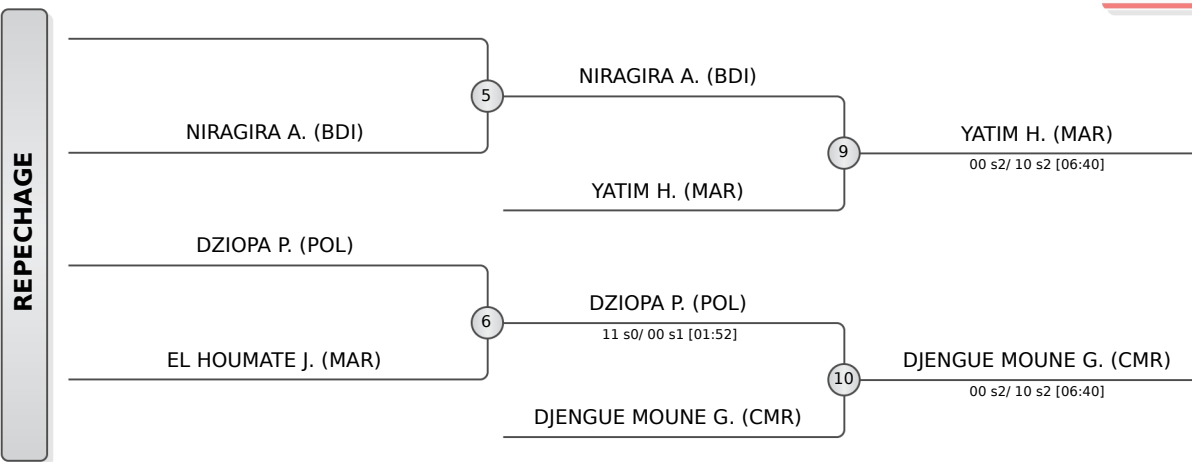 REPECHAGE
NIRAGIRA A. (BDI)
5
NIRAGIRA A. (BDI)
YATIM H. (MAR)
9
YATIM H. (MAR)
00 s2/ 10 s2 [06:40]
DZIOPA P. (POL)
EL HOUMATE J. (MAR)
6
DZIOPA P. (POL)
11 s0/ 00 s1 [01:52]
DJENGUE MOUNE G. (CMR)
10
DJENGUE MOUNE G. (CMR)
00 s2/ 10 s2 [06:40]